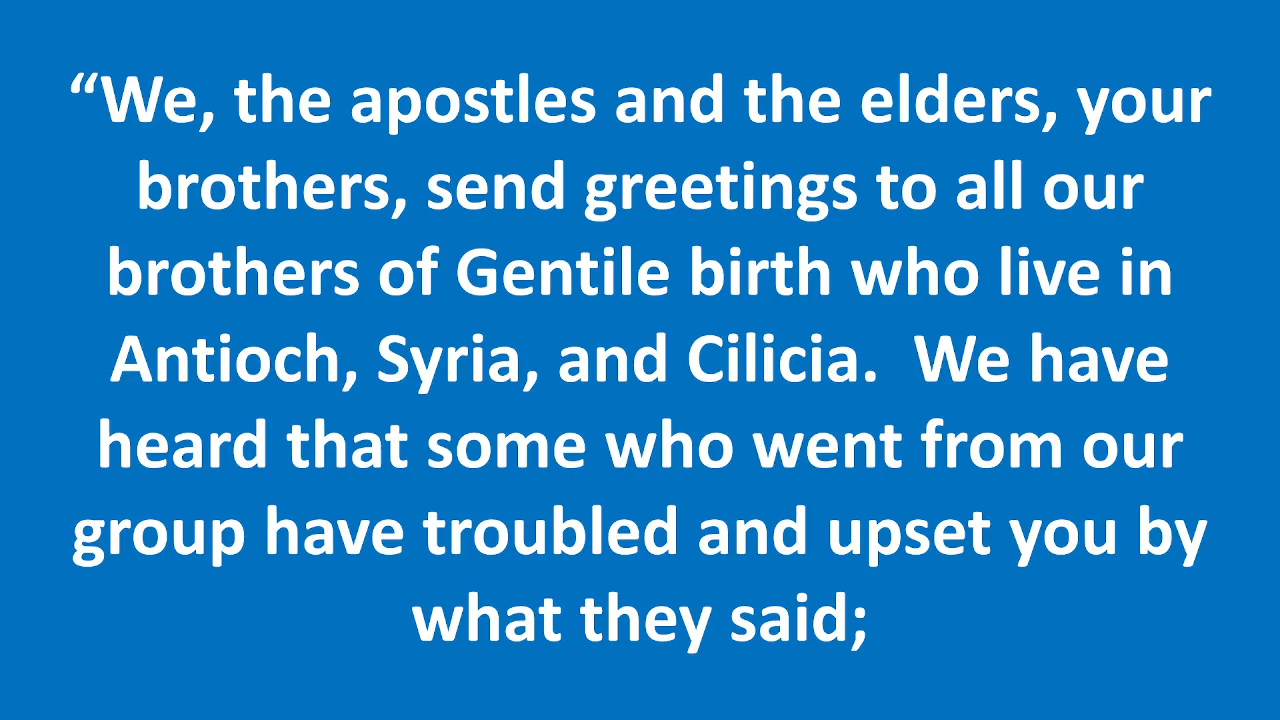 “We, the apostles and the elders, your
brothers, send greetings to all our
brothers of Gentile birth who live in
Antioch, Syria, and Cilicia.  We have
heard that some who went from our
group have troubled and upset you by
what they said;